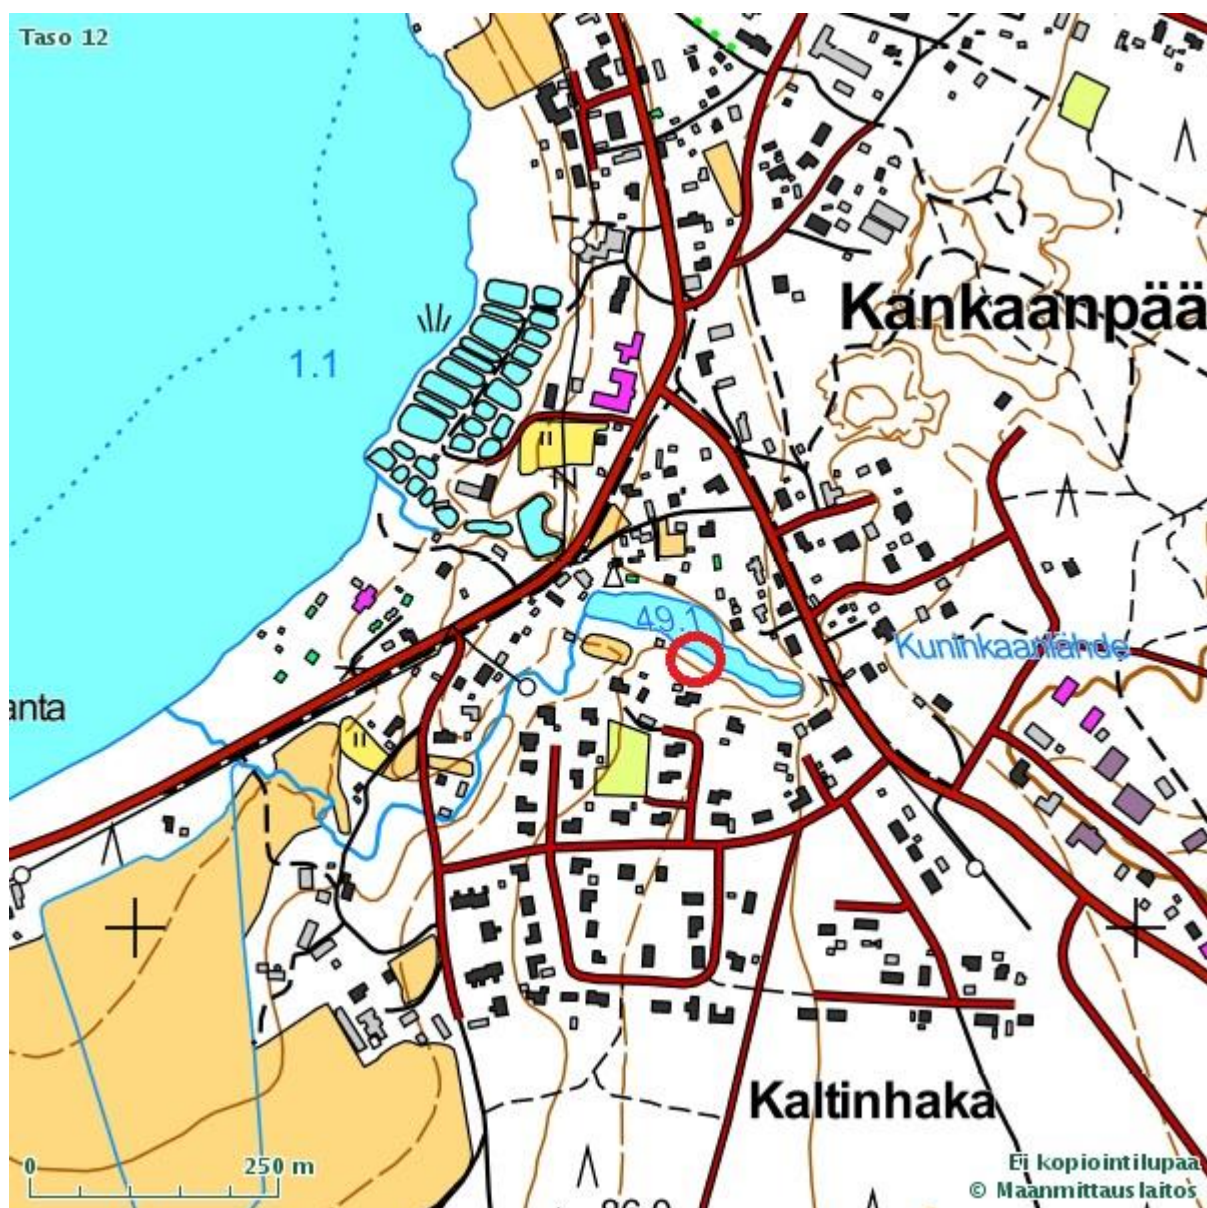 Taso 12
Kankaanpää
1.1
49.1
Kuninkaanlähde
anta
Kaltinhaka
0 250 m
Ei kopiointilupaa
© Maanmittauslaitos